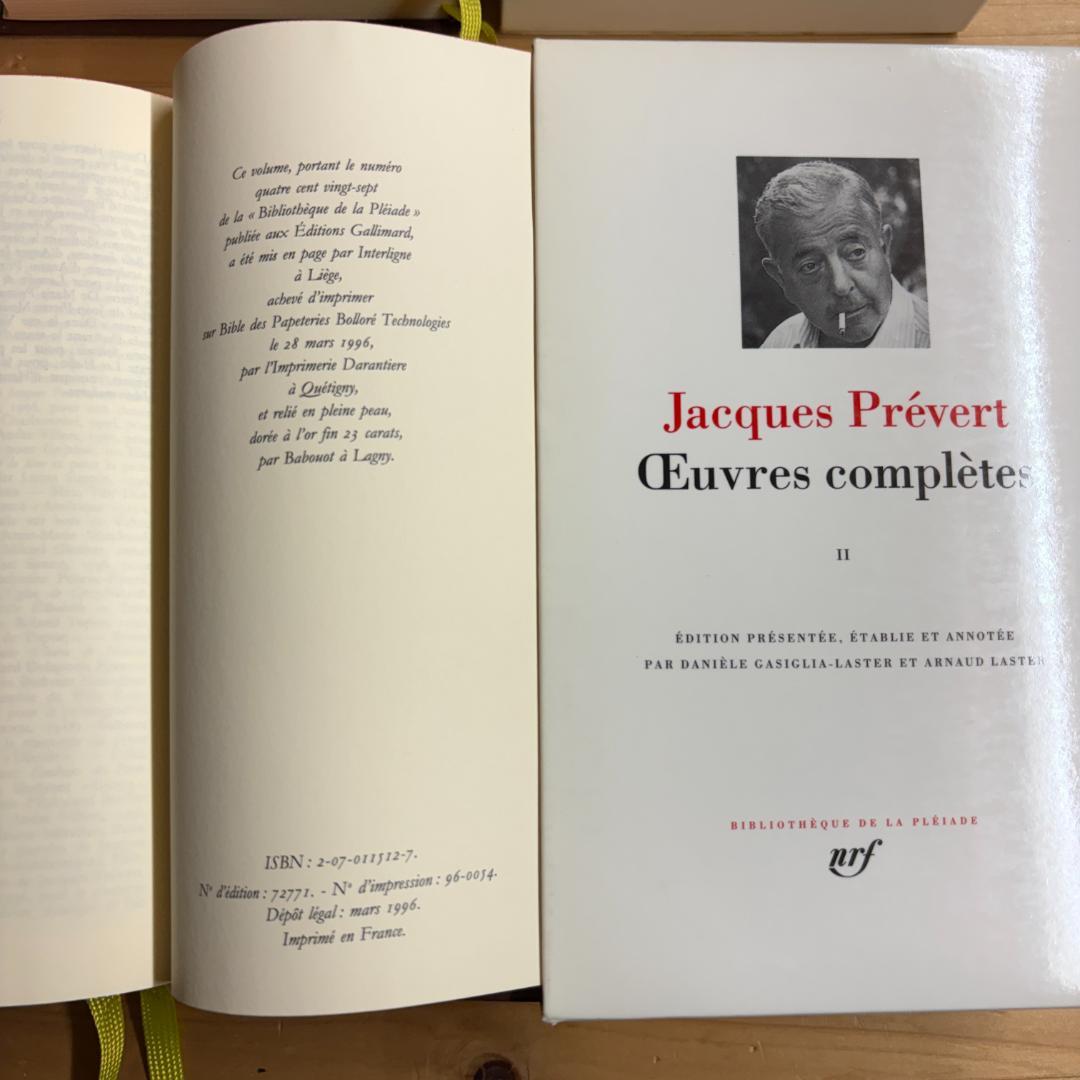 Ce volume, portant le numéro
quatre cent vingt-sept
de la « Bibliothèque de la Pléiade »
publiée aux Éditions Gallimard,
a été mis en page par Interligne
à Liège,
achevé d'imprimer
sur Bible des Papeteries Bolloré Technologies
le 28 mars 1996,
par l'Imprimerie Darantiere
à Quétigny,
et relié en pleine peau,
dorée à l'or fin 23 carats,
par Babouot à Lagny.
ISBN : 2-07-011512-7.
N° d'édition : 72771. - N° d'impression : 96-0054.
Dépôt légal : mars 1996.
Imprimé en France.
Jacques Prévert
Œuvres complètes
II
ÉDITION PRÉSENTÉE, ÉTABLIE ET ANNOTÉE
PAR DANIÈLE GASIGLIA-LASTER ET ARNAUD LASTER
BIBLIOTHÈQUE DE LA PLÉIADE
nrf